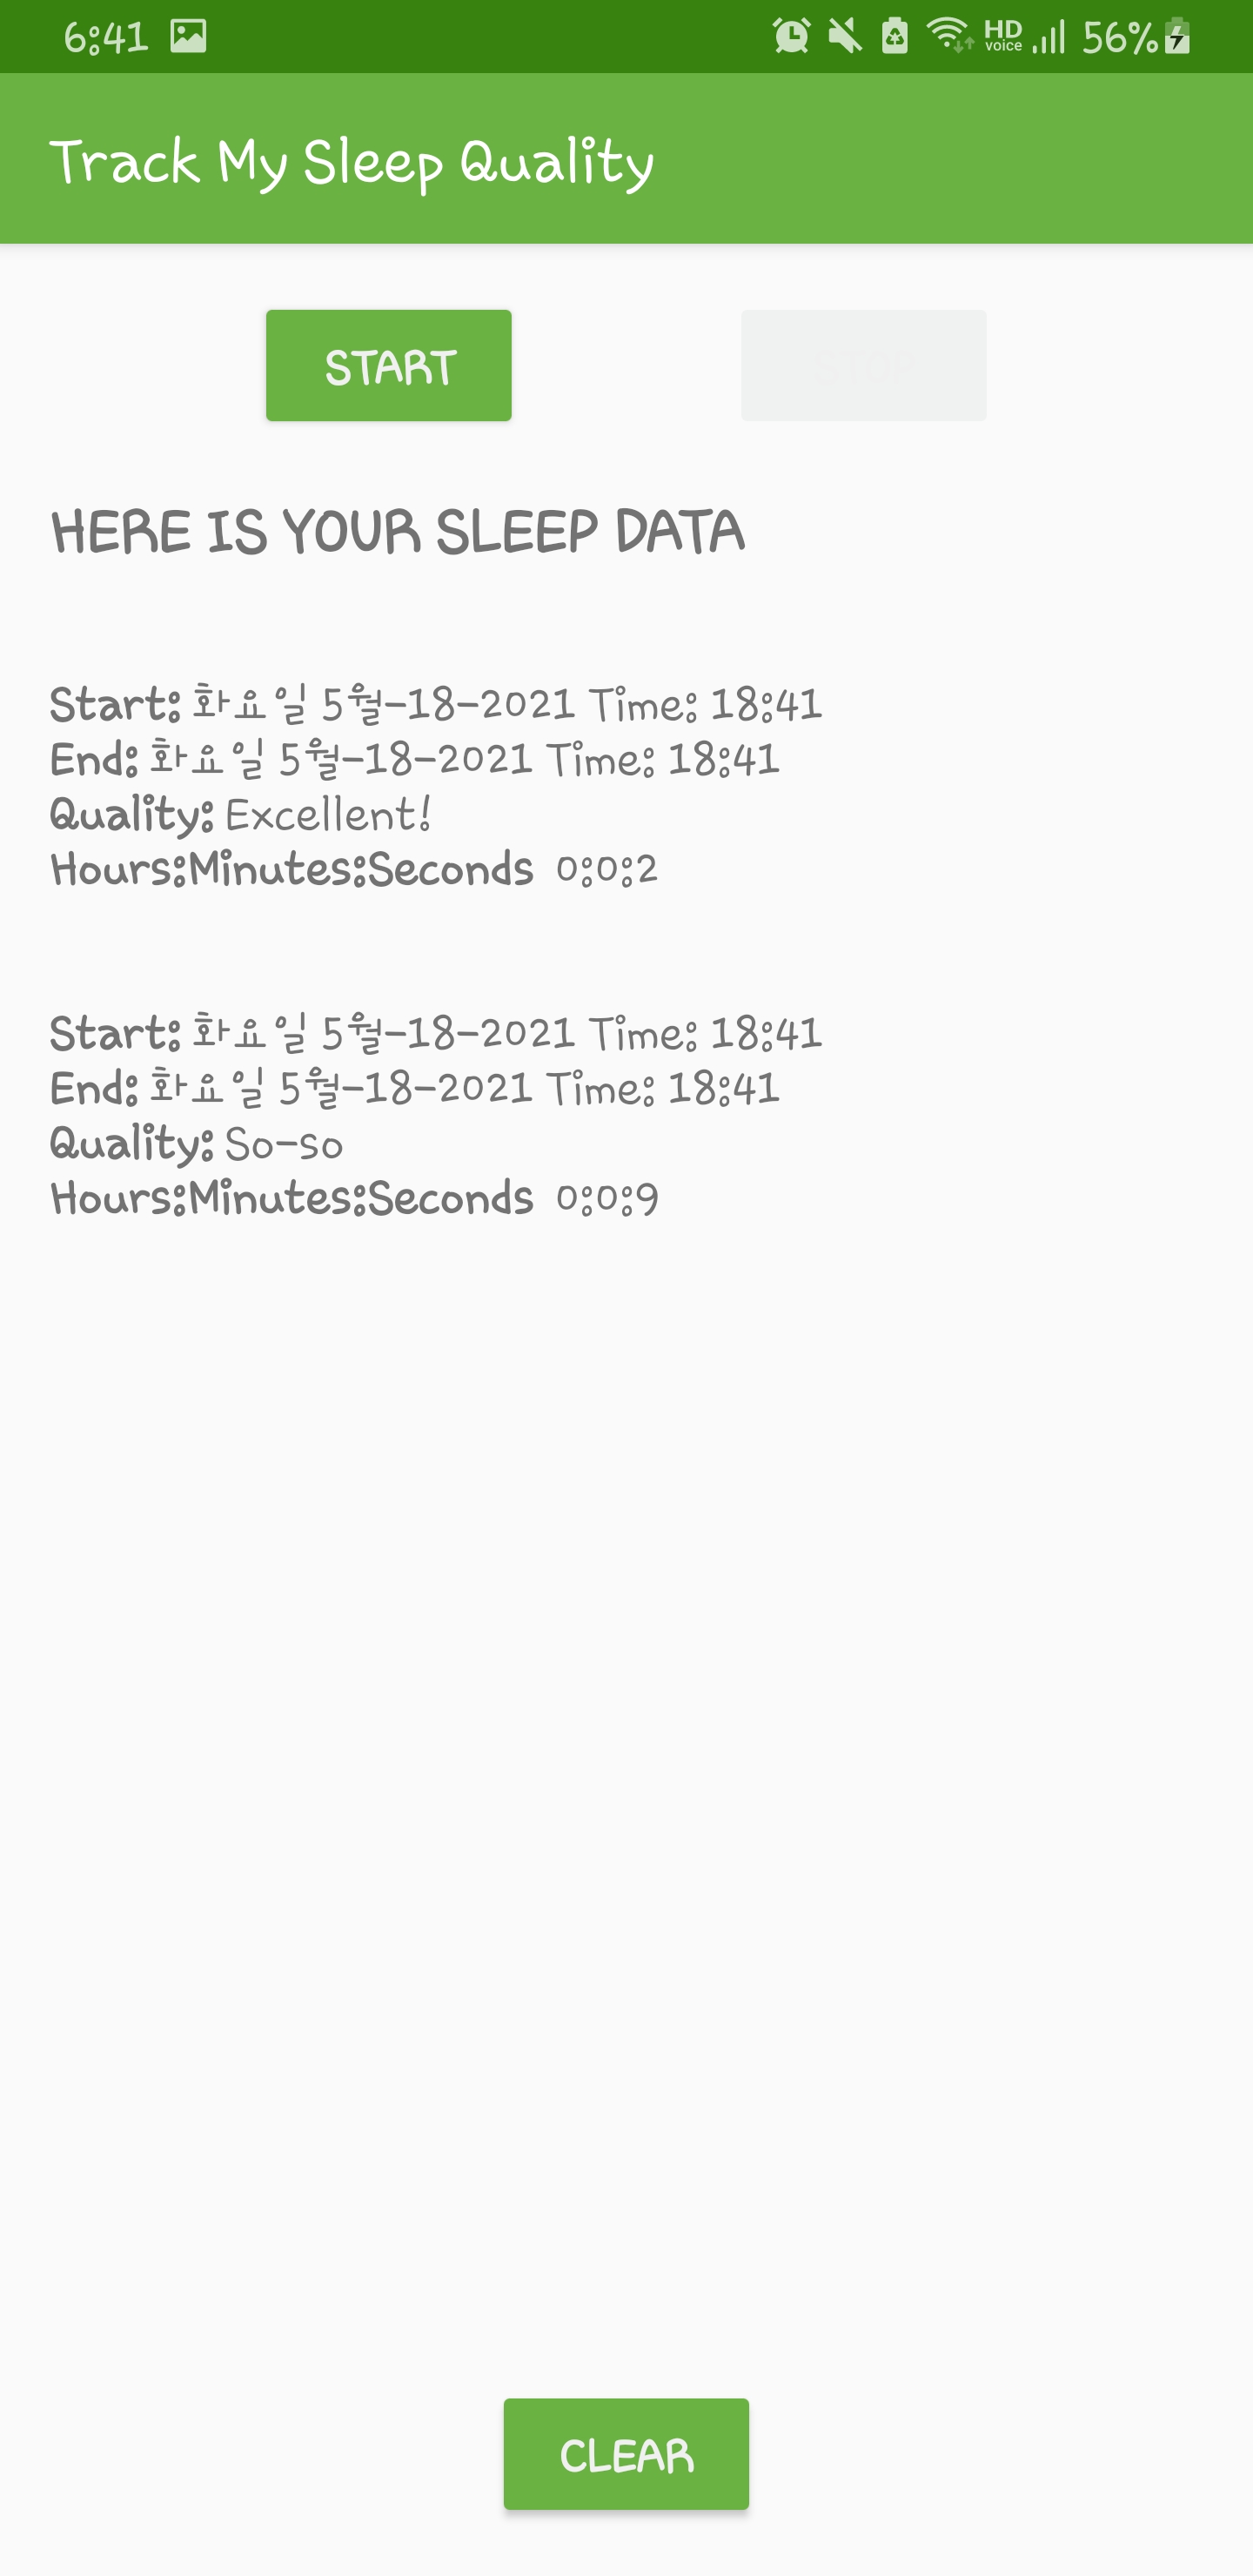 6:41 HD voice 56%
Track My Sleep Quality
START STOP
HERE IS YOUR SLEEP DATA
Start: 화요일 5월-18-2021 Time: 18:41
End: 화요일 5월-18-2021 Time: 18:41
Quality: Excellent!
Hours:Minutes:Seconds 0:0:2
Start: 화요일 5월-18-2021 Time: 18:41
End: 화요일 5월-18-2021 Time: 18:41
Quality: So-so
Hours:Minutes:Seconds 0:0:9
CLEAR